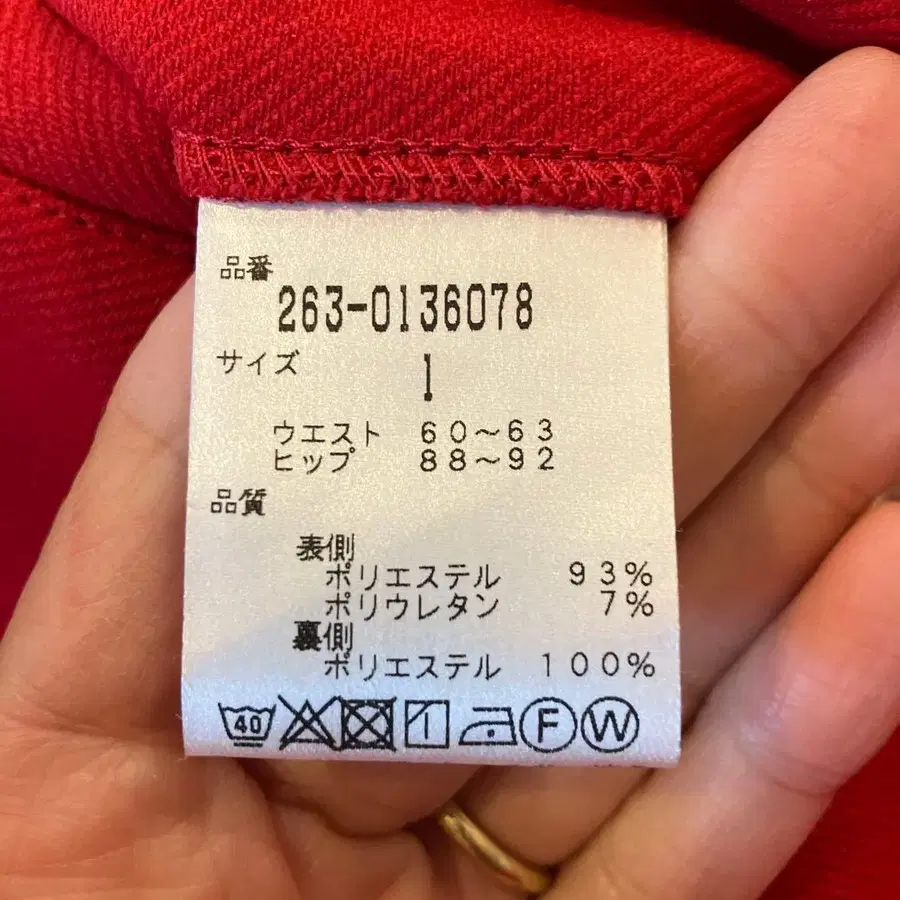 品番
263-0136078
サイズ
1
ウエスト 60～63
ヒップ 88～92
品質
表側
ポリエステル 93%
ポリウレタン 7%
裏側
ポリエステル 100%
40 F W